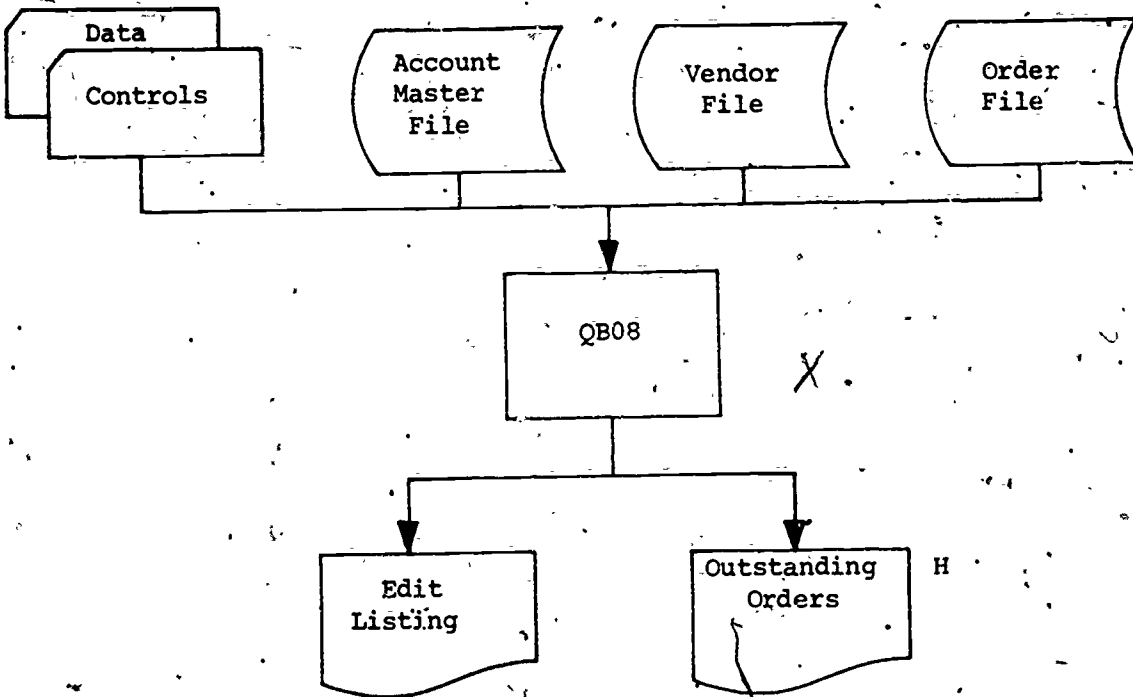 Data
Controls
Account
Master
File
Vendor
File
Order
File
QB08
X
Edit
Listing
Outstanding
Orders
H